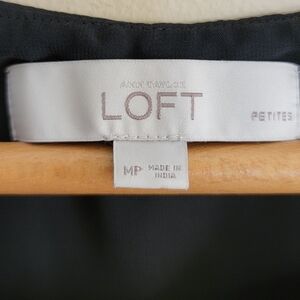 ANN TAYLOR
LOFT
PETITES
MP MADE IN
INDIA